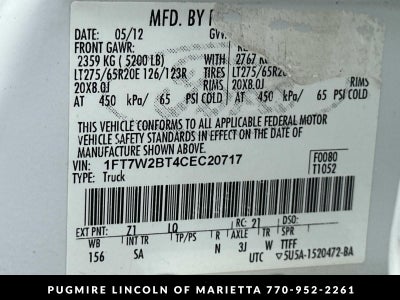 MFD. BY
DATE: 05/12 GVW
FRONT GAWR:
2359 KG ( 5200 LB) 2767 K
LT275/65R20E 126/123R TIRES LT275/65R20
20X8.0J RIMS 20X8.0J RIMS
AT 450 kPa/ 65 PSI COLD AT 450 kPa/ 65 PSI
THIS VEHICLE CONFORMS TO ALL APPLICABLE FEDERAL MOTOR
VEHICLE SAFETY STANDARDS IN EFFECT ON THE DATE OF
MANUFACTURE SHOWN ABOVE.
VIN: 1FT7W2BT4CEC20717 F0080
TYPE: Truck T1052
EXT PNT: Z1 LQ RC: 21 DSO:
WB INT TR TP/PS R AXLE TR SPR
156 SA N 3J W TTFF
UTC 5U5A-1520472-BA
PUGMIRE LINCOLN OF MARIETTA 770-952-2261